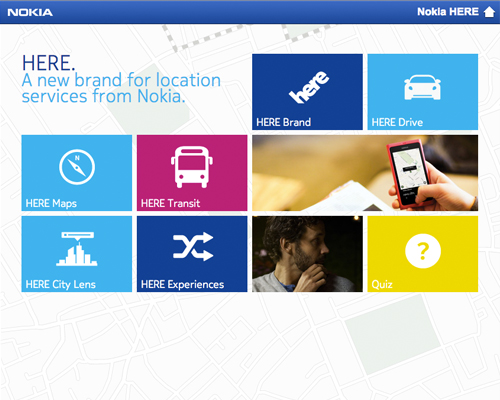 NOKIA
Nokia HERE
HERE.
A new brand for location
services from Nokia.
here
HERE Brand
HERE Drive
N
HERE Maps
HERE Transit
HERE City Lens
HERE Experiences
?
Quiz